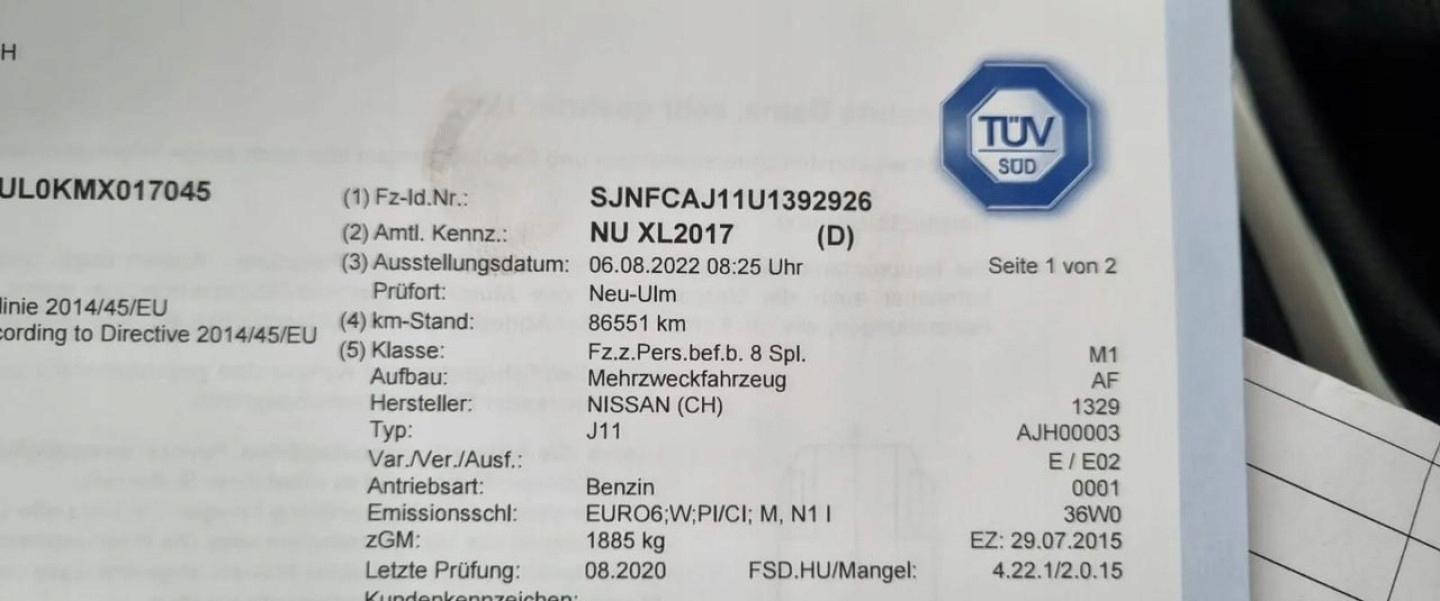 H
TÜV
SÜD
UL0KMX017045
(1) Fz-Id.Nr.: SJNFCAJ11U1392926
(2) Amtl. Kennz.: NU XL2017 (D)
(3) Ausstellungsdatum: 06.08.2022 08:25 Uhr Seite 1 von 2
Prüfort: Neu-Ulm
linie 2014/45/EU
(4) km-Stand: 86551 km
cording to Directive 2014/45/EU
(5) Klasse: Fz.z.Pers.bef.b. 8 Spl. M1
Aufbau: Mehrzweckfahrzeug AF
Hersteller: NISSAN (CH) 1329
Typ: J11 AJH00003
Var./Ver./Ausf.: E / E02
Antriebsart: Benzin 0001
Emissionsschl: EURO6;W;PI/CI; M, N1 I 36W0
zGM: 1885 kg EZ: 29.07.2015
Letzte Prüfung: 08.2020 FSD.HU/Mangel: 4.22.1/2.0.15
Kundenkennzeichen: